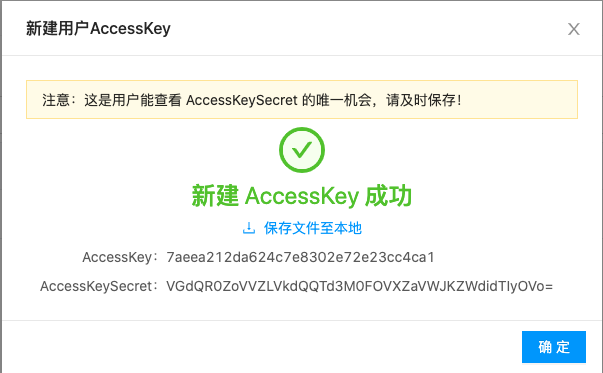 新建用户AccessKey
注意：这是用户能查看 AccessKeySecret 的唯一机会，请及时保存！
新建 AccessKey 成功
保存文件至本地
AccessKey：7aeea212da624c7e8302e72e23cc4ca1
AccessKeySecret：VGdQR0ZoVVZLVkdQQTd3M0FOVXZaVWJKZWdidTlyOVo=
确 定